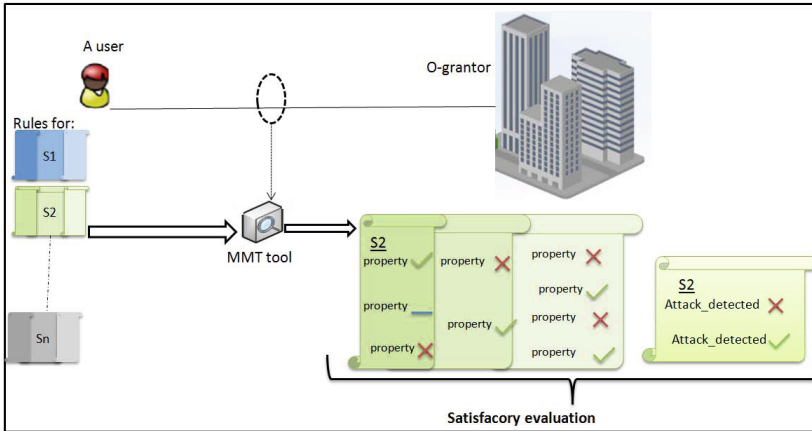 A user
O-grantor
Rules for:
S1
S2
Sn
MMT tool
S2
property
property
property
property
property
property
property
property
property
S2
Attack_detected
Attack_detected
Satisfacory evaluation